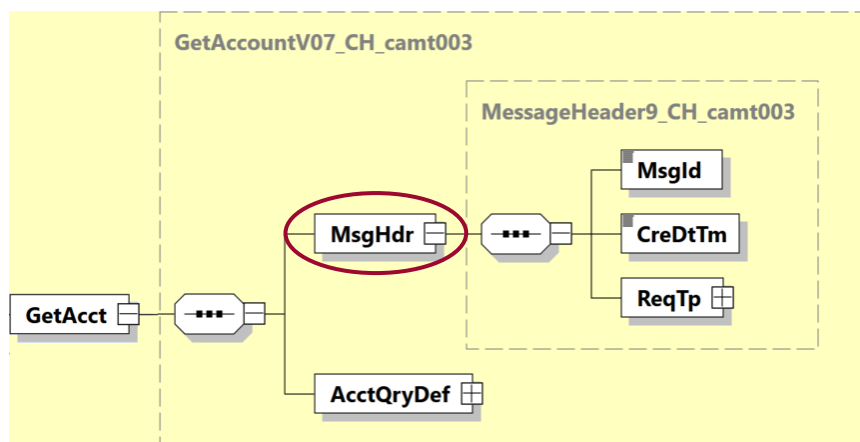 GetAccountV07_CH_camt003
MessageHeader9_CH_camt003
MsgId
MsgHdr
CreDtTm
ReqTp
GetAcct
AcctQryDef